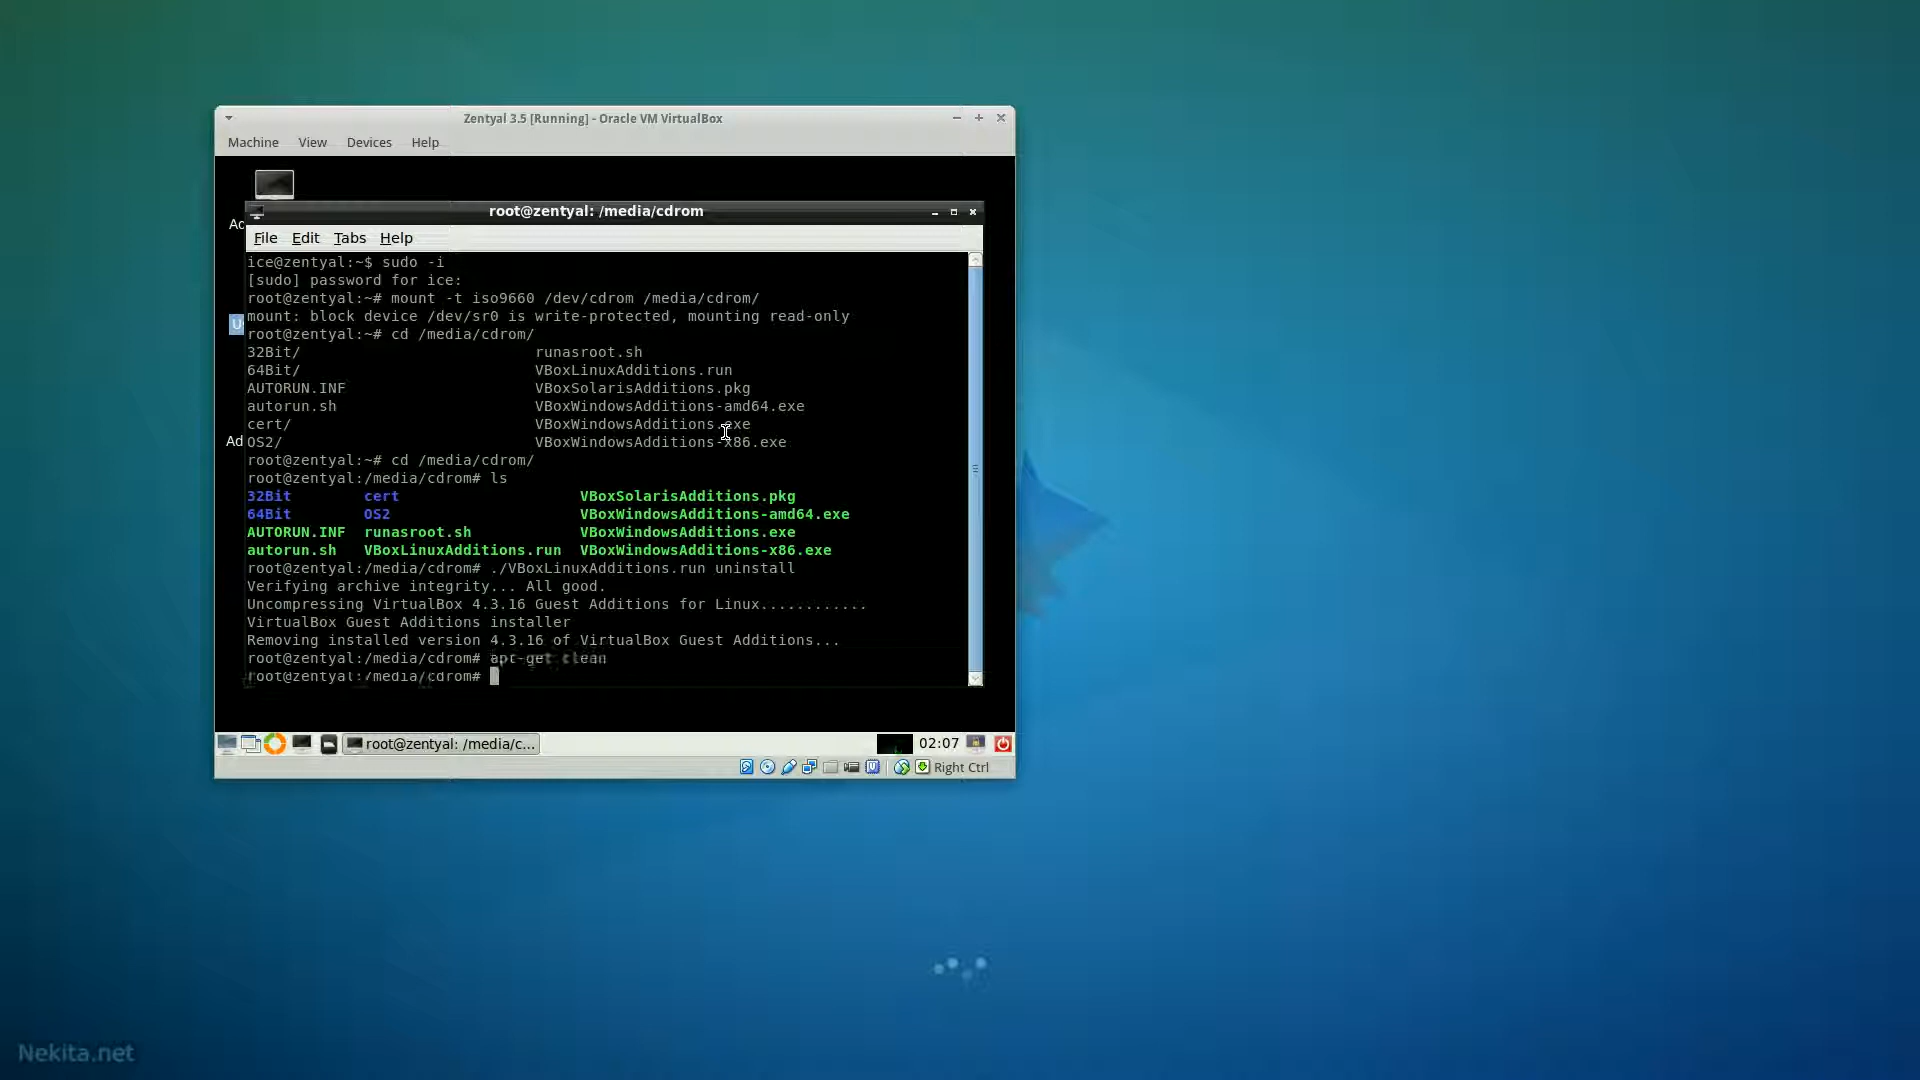 Zentyal 3.5 [Running] - Oracle VM VirtualBox
Machine View Devices Help
root@zentyal: /media/cdrom
File Edit Tabs Help
ice@zentyal:~$ sudo -i
[sudo] password for ice:
root@zentyal:~# mount -t iso9660 /dev/cdrom /media/cdrom/
mount: block device /dev/sr0 is write-protected, mounting read-only
root@zentyal:~# cd /media/cdrom/
32Bit/ runasroot.sh
64Bit/ VBoxLinuxAdditions.run
AUTORUN.INF VBoxSolarisAdditions.pkg
autorun.sh VBoxWindowsAdditions-amd64.exe
cert/ VBoxWindowsAdditions.exe
OS2/ VBoxWindowsAdditions-x86.exe
root@zentyal:~# cd /media/cdrom/
root@zentyal:/media/cdrom# ls
32Bit cert VBoxSolarisAdditions.pkg
64Bit OS2 VBoxWindowsAdditions-amd64.exe
AUTORUN.INF runasroot.sh VBoxWindowsAdditions.exe
autorun.sh VBoxLinuxAdditions.run VBoxWindowsAdditions-x86.exe
root@zentyal:/media/cdrom# ./VBoxLinuxAdditions.run uninstall
Verifying archive integrity... All good.
Uncompressing VirtualBox 4.3.16 Guest Additions for Linux............
VirtualBox Guest Additions installer
Removing installed version 4.3.16 of VirtualBox Guest Additions...
root@zentyal:/media/cdrom# apt-get clean
root@zentyal:/media/cdrom#
Ac
U
Ad
root@zentyal: /media/c... 02:07
Right Ctrl
Nekita.net